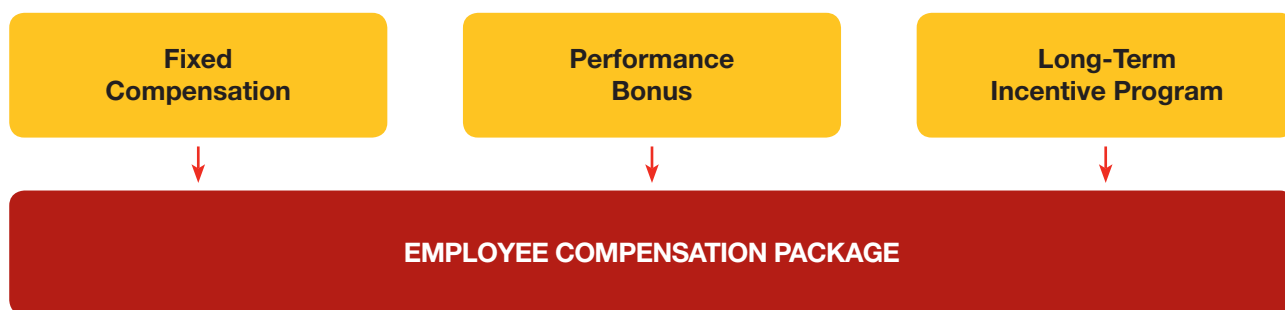 Fixed
Compensation
Performance
Bonus
Long-Term
Incentive Program
EMPLOYEE COMPENSATION PACKAGE